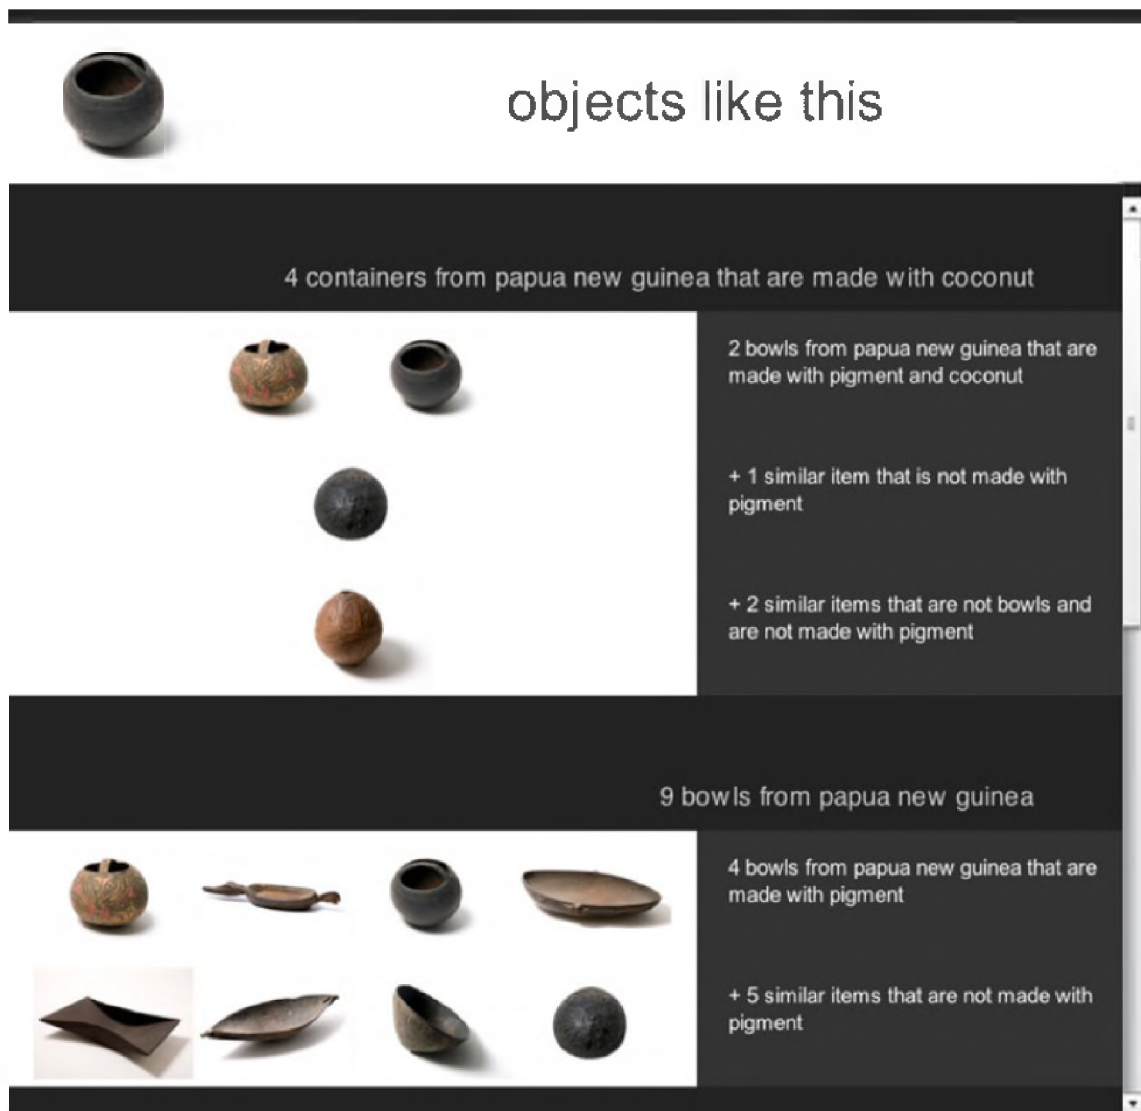 objects like this
4 containers from papua new guinea that are made with coconut
2 bowls from papua new guinea that are
made with pigment and coconut
+ 1 similar item that is not made with
pigment
+ 2 similar items that are not bowls and
are not made with pigment
9 bowls from papua new guinea
4 bowls from papua new guinea that are
made with pigment
+ 5 similar items that are not made with
pigment